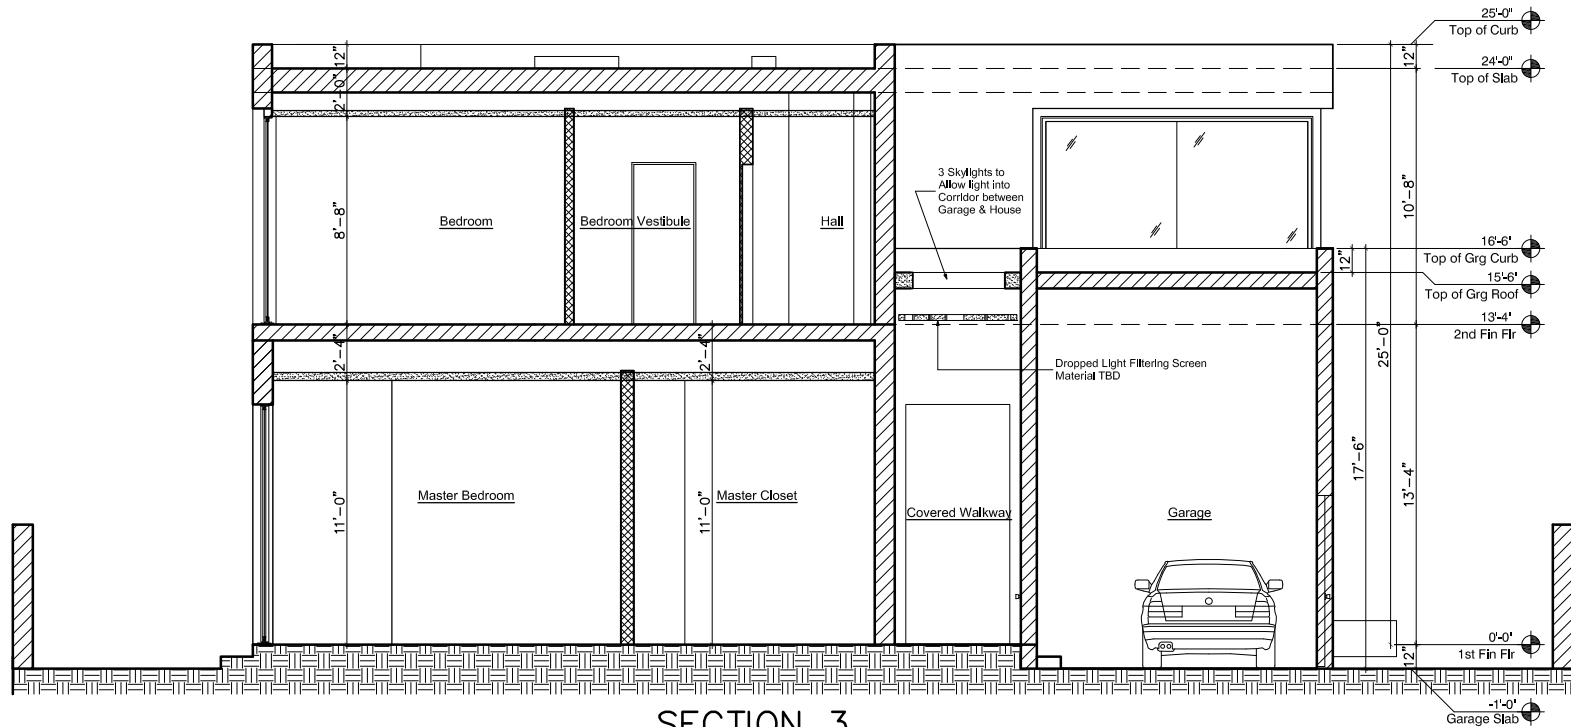 25'-0"
Top of Curb
12"
12"
24'-0"
Top of Slab
2'-0"
3 Skylights to
Allow light into
Corridor between
Garage & House
8'-8"
10'-8"
Bedroom
Bedroom Vestibule
Hall
16'-6"
Top of Grg Curb
12"
15'-6"
Top of Grg Roof
13'-4"
2nd Fin Flr
2'-4"
2'-4"
25'-0"
Dropped Light Filtering Screen
Material TBD
17'-6"
13'-4"
11'-0"
11'-0"
Master Bedroom
Master Closet
Covered Walkway
Garage
0'-0"
1st Fin Flr
12"
-1'-0"
Garage Slab
SECTION 3